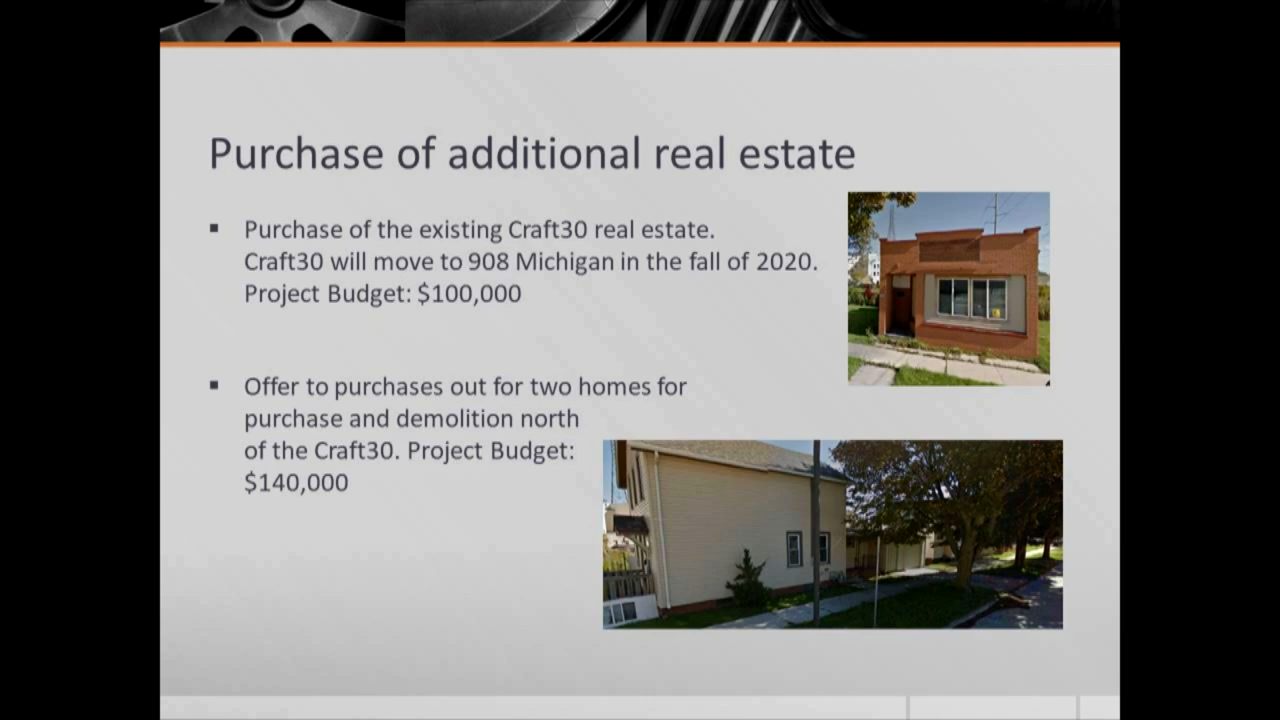 Purchase of additional real estate
▪ Purchase of the existing Craft30 real estate.
Craft30 will move to 908 Michigan in the fall of 2020.
Project Budget: $100,000
▪ Offer to purchases out for two homes for
purchase and demolition north
of the Craft30. Project Budget:
$140,000